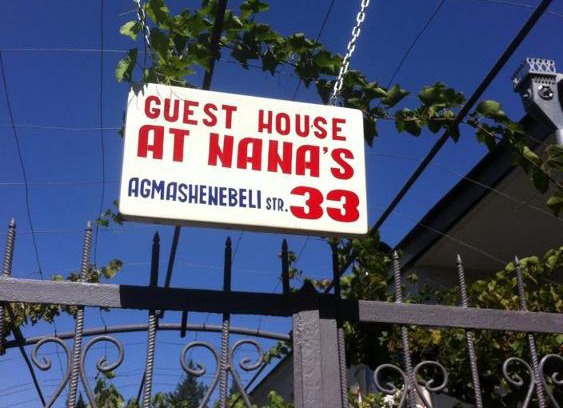 GUEST HOUSE
AT NANA'S
AGMASHENEBELI STR. 33